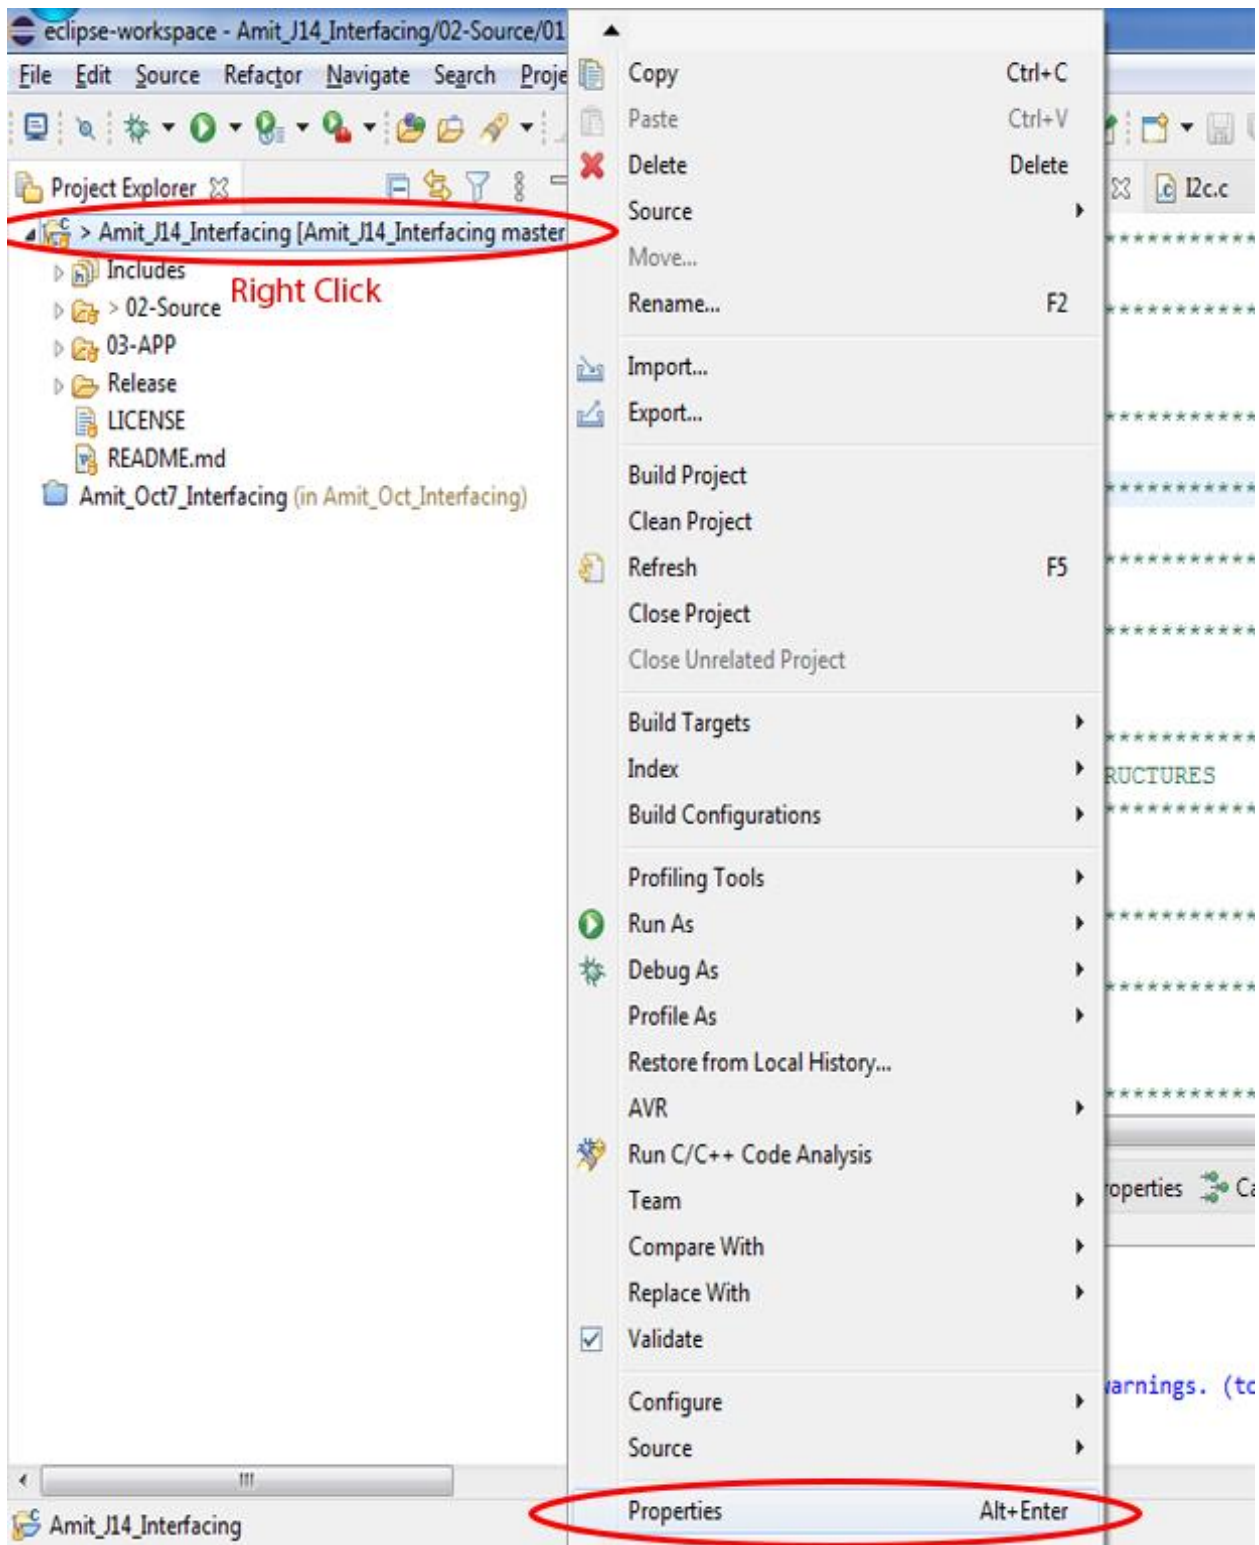 eclipse-workspace - Amit_J14_Interfacing/02-Source/01
File Edit Source Refactor Navigate Search Proje
Project Explorer
> Amit_J14_Interfacing [Amit_J14_Interfacing master
Includes
Right Click
> 02-Source
03-APP
Release
LICENSE
README.md
Amit_Oct7_Interfacing (in Amit_Oct_Interfacing)
Copy Ctrl+C
Paste Ctrl+V
Delete Delete
Source
Move...
Rename... F2
Import...
Export...
Build Project
Clean Project
Refresh F5
Close Project
Close Unrelated Project
Build Targets
Index
Build Configurations
Profiling Tools
Run As
Debug As
Profile As
Restore from Local History...
AVR
Run C/C++ Code Analysis
Team
Compare With
Replace With
Validate
Configure
Source
Properties Alt+Enter
I2c.c
***********
***********
***********
***********
***********
***********
***********
RUCTURES
***********
***********
***********
***********
operties Ca
warnings. (to
Amit_J14_Interfacing